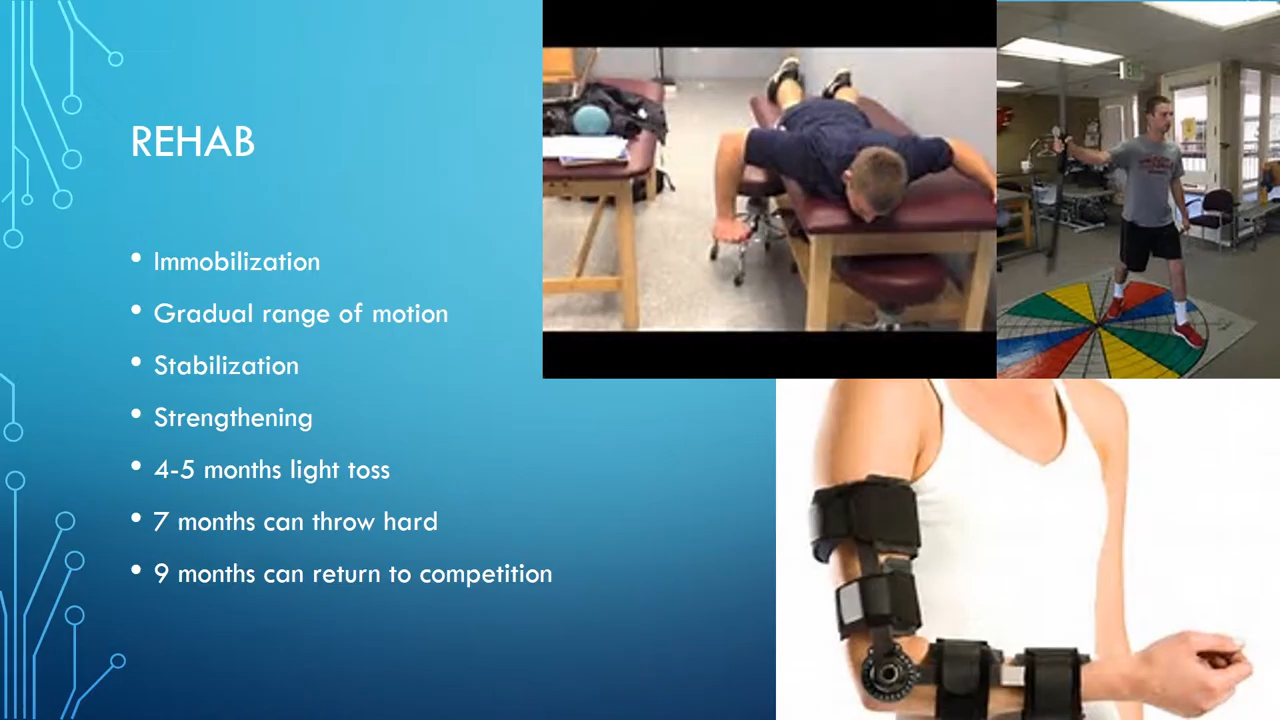 REHAB
• Immobilization
• Gradual range of motion
• Stabilization
• Strengthening
• 4-5 months light toss
• 7 months can throw hard
• 9 months can return to competition